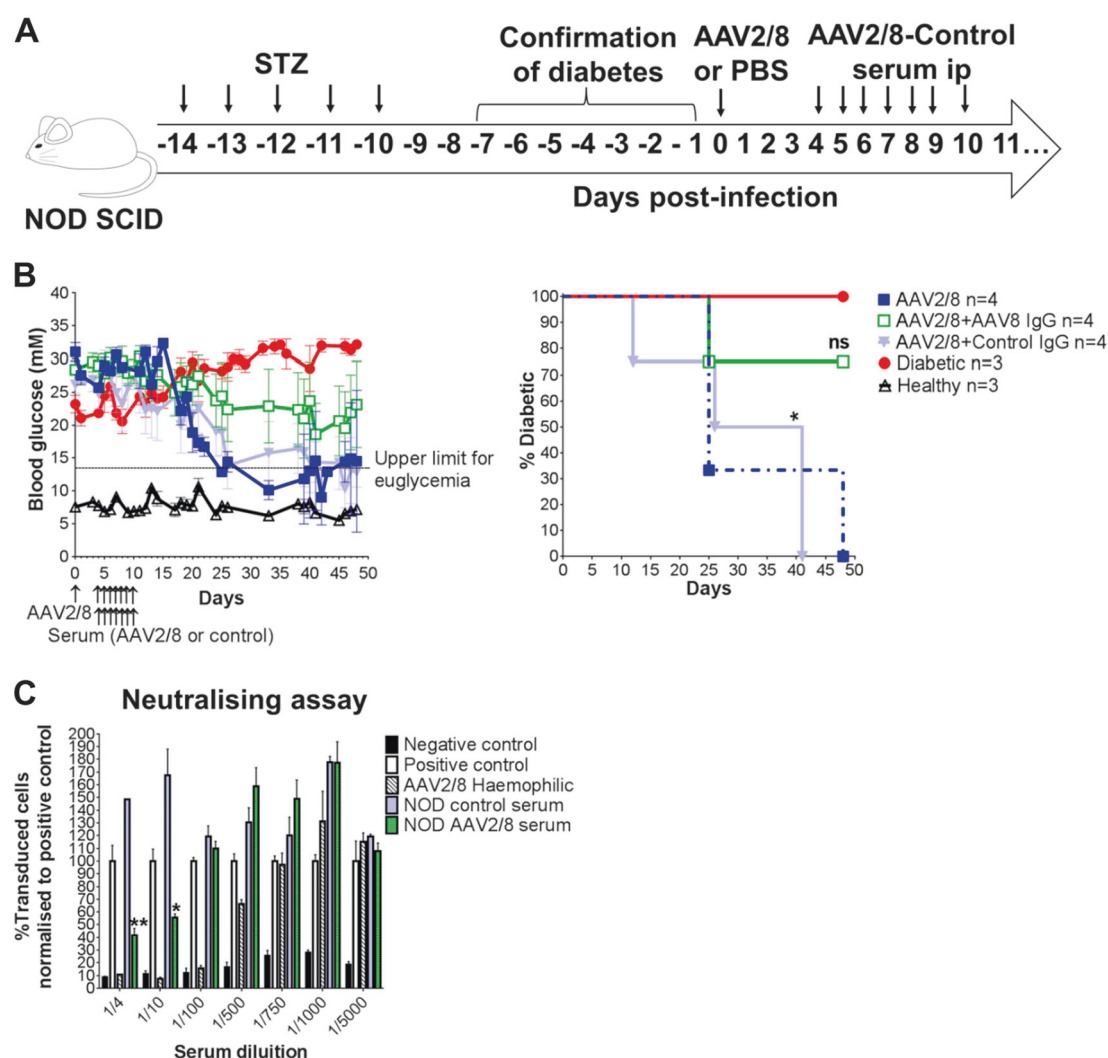 A
STZ
Confirmation
of diabetes
AAV2/8
or PBS
AAV2/8-Control
serum ip
-14 -13 -12 -11 -10 -9 -8 -7 -6 -5 -4 -3 -2 - 1 0 1 2 3 4 5 6 7 8 9 10 11...
NOD SCID
Days post-infection
B
Blood glucose (mM)
40
35
30
25
20
15
10
5
0
0 5 10 15 20 25 30 35 40 45 50
Days
AAV2/8
Serum (AAV2/8 or control)
Upper limit for
euglycemia
% Diabetic
100
90
80
70
60
50
40
30
20
10
0
0 5 10 15 20 25 30 35 40 45 50
Days
ns
*
AAV2/8 n=4
AAV2/8+AAV8 IgG n=4
AAV2/8+Control IgG n=4
Diabetic n=3
Healthy n=3
C
Neutralising assay
%Transduced cells
normalised to positive control
200
190
180
170
160
150
140
130
120
110
100
90
80
70
60
50
40
30
20
10
0
**
*
1/4 1/10 1/100 1/500 1/750 1/1000 1/5000
Serum diluition
Negative control
Positive control
AAV2/8 Haemophilic
NOD control serum
NOD AAV2/8 serum